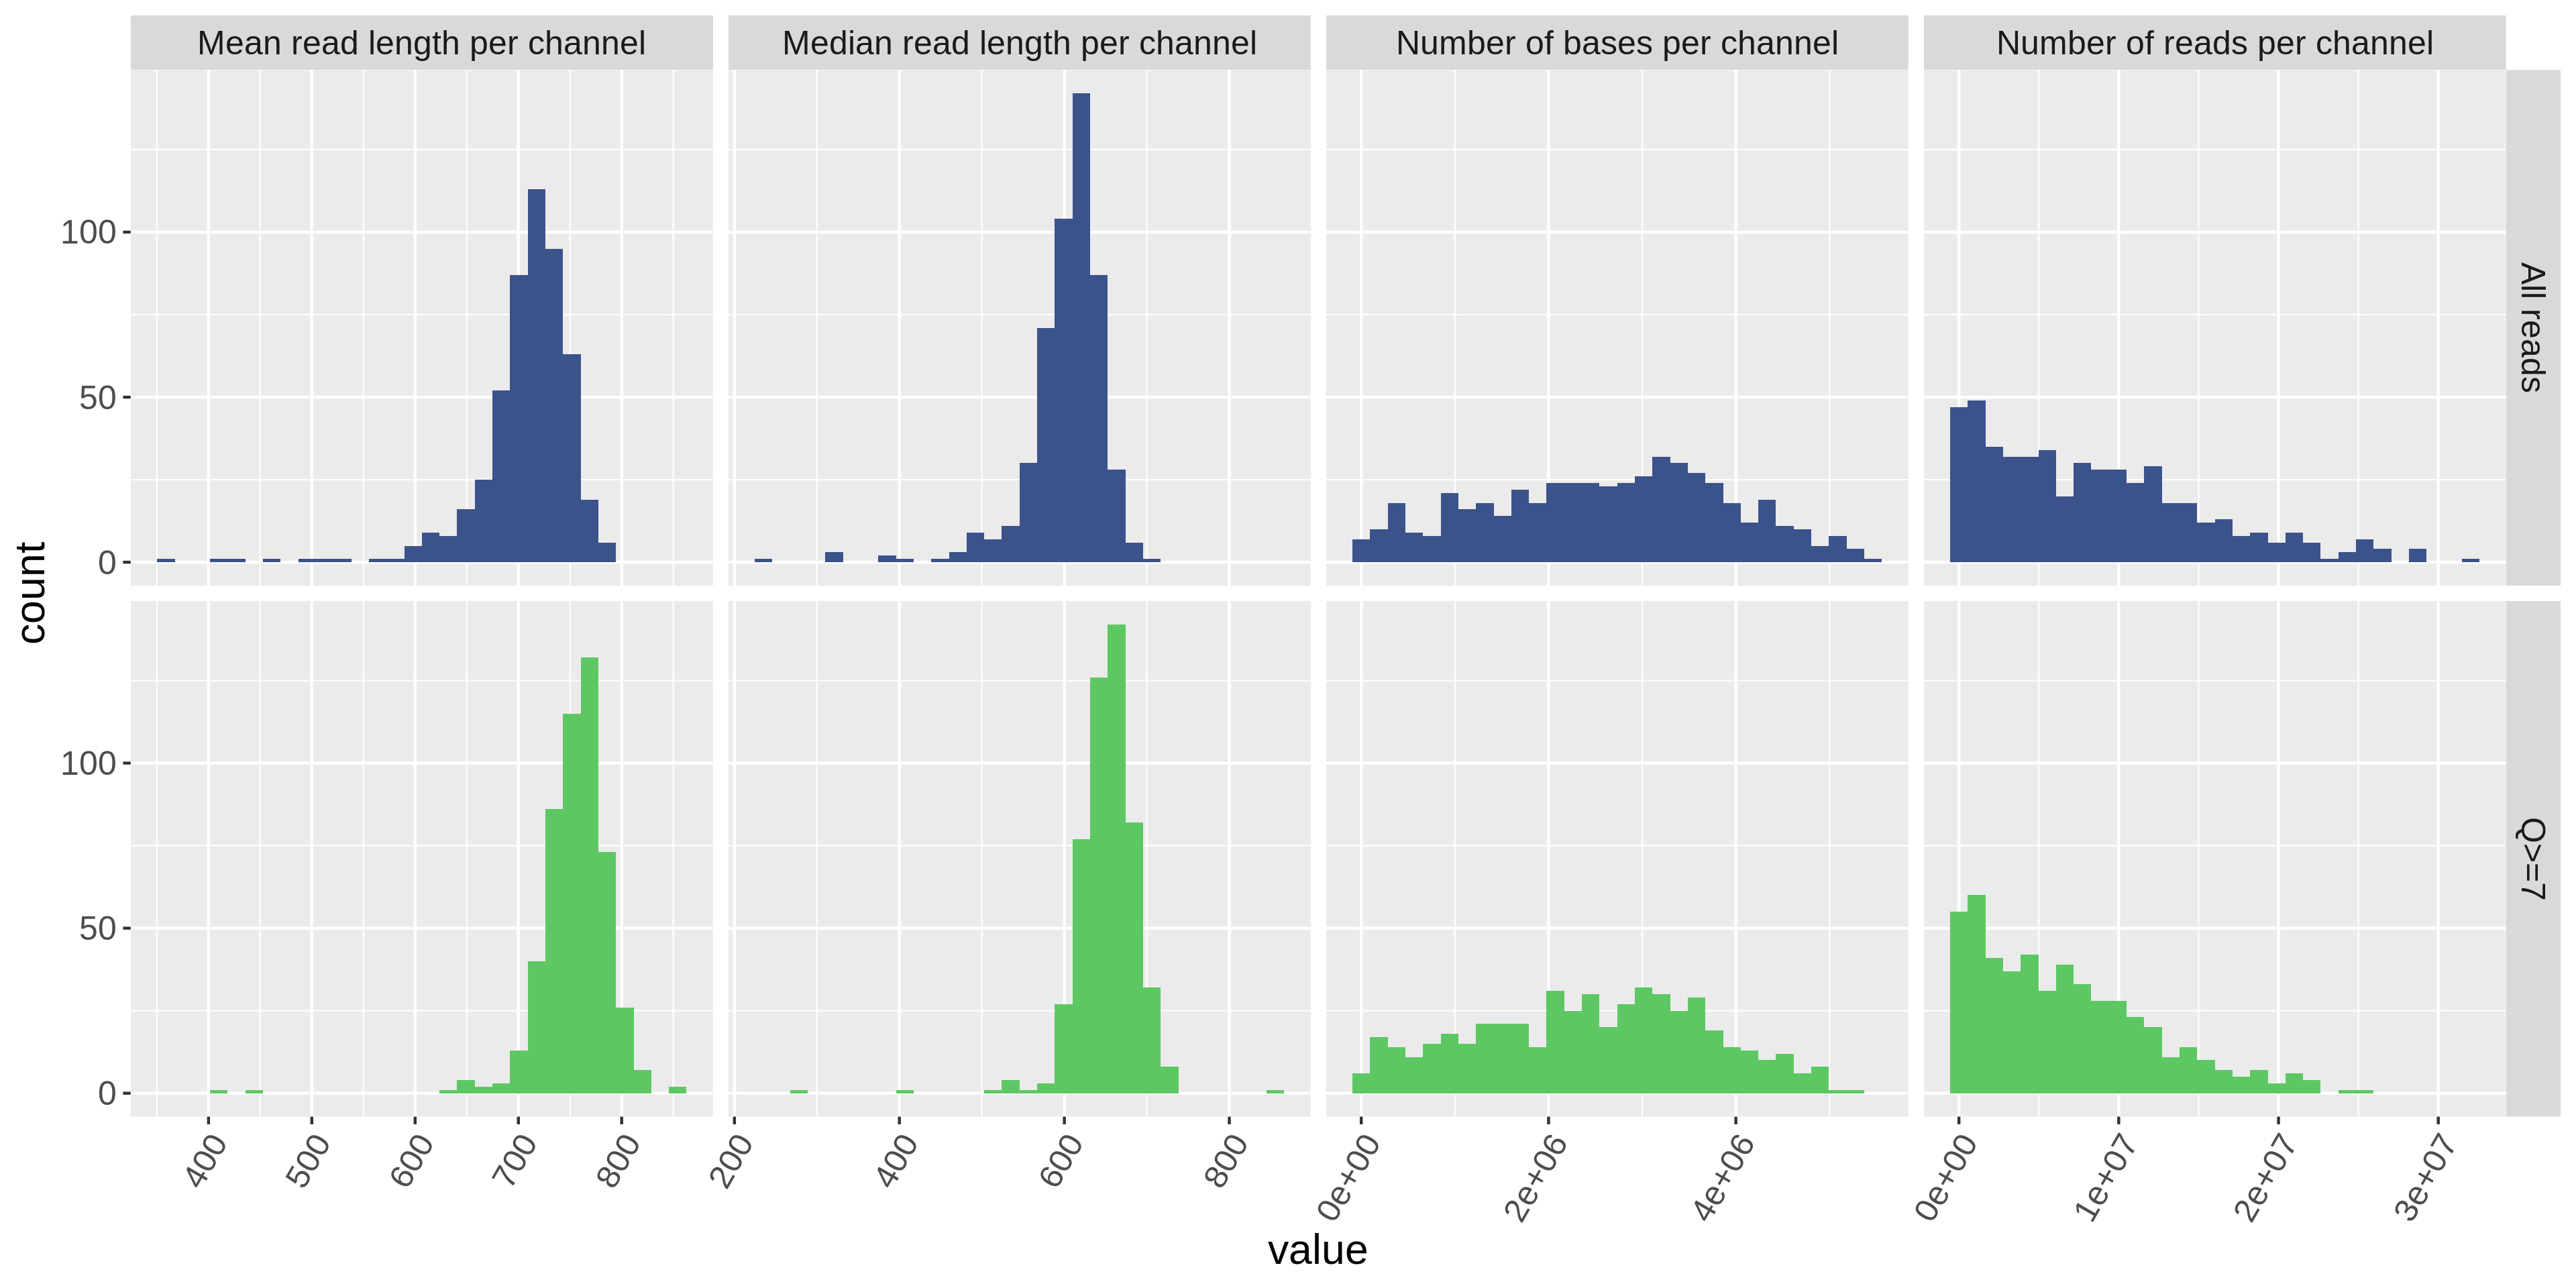 Mean read length per channel
Median read length per channel
Number of bases per channel
Number of reads per channel
100
50
0
All reads
count
100
50
0
Q>=7
400 500 600 700 800
200 400 600 800
0e+00 2e+06 4e+06
0e+00 1e+07 2e+07 3e+07
value